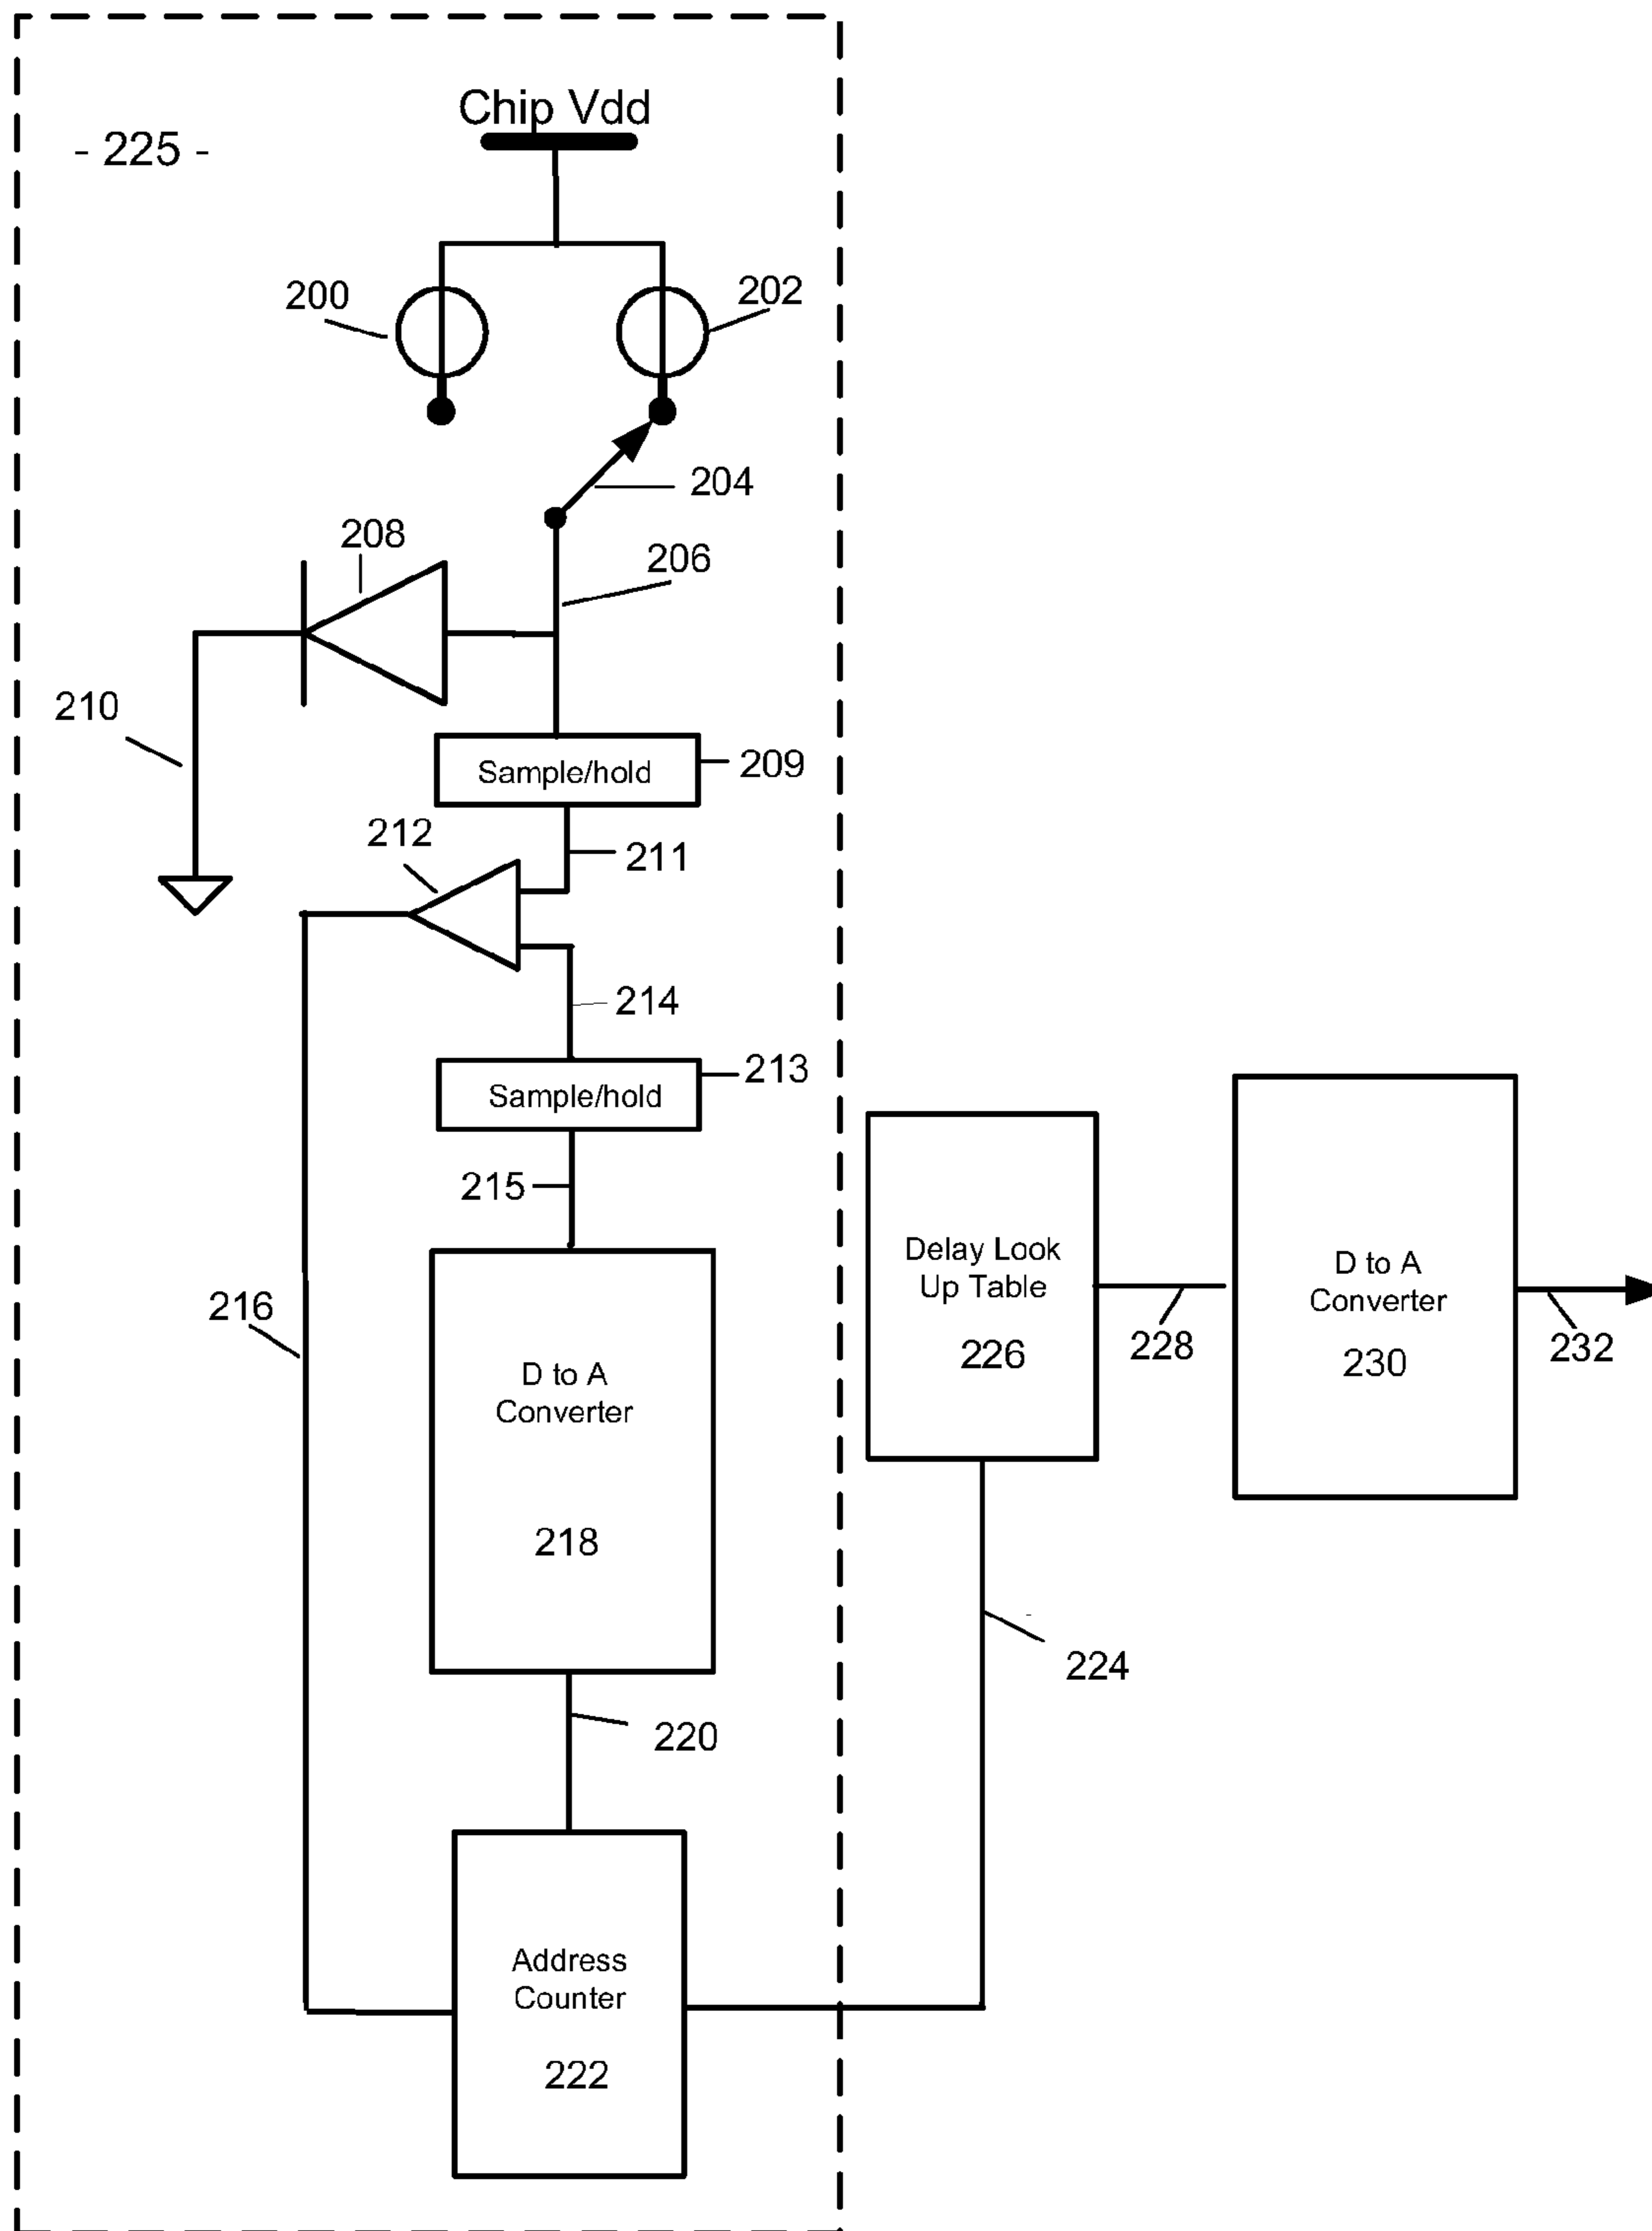 Chip Vdd
- 225 -
200
202
204
208
206
210
Sample/hold
209
212
211
214
Sample/hold
213
215
216
D to A
Converter
218
Delay Look
Up Table
226
228
D to A
Converter
230
232
224
220
Address
Counter
222